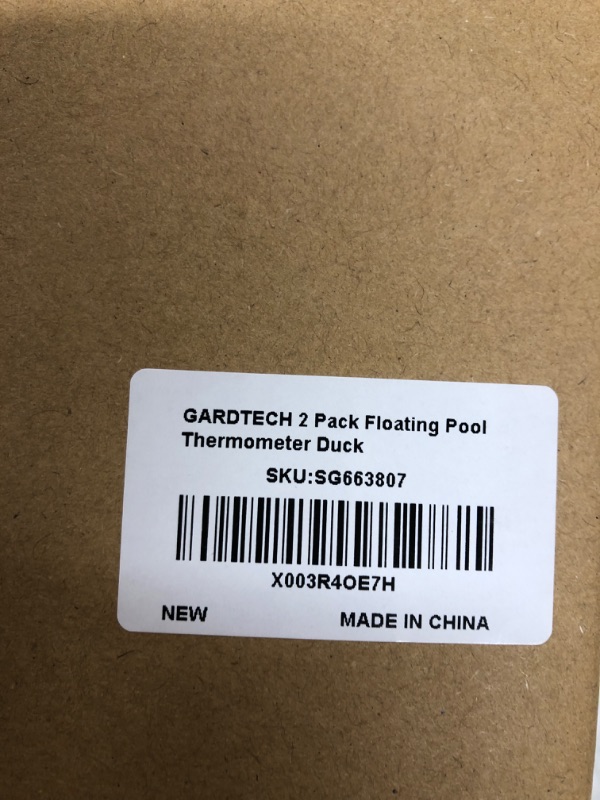 GARDTECH 2 Pack Floating Pool
Thermometer Duck
SKU:SG663807
X003R4OE7H
NEW
MADE IN CHINA